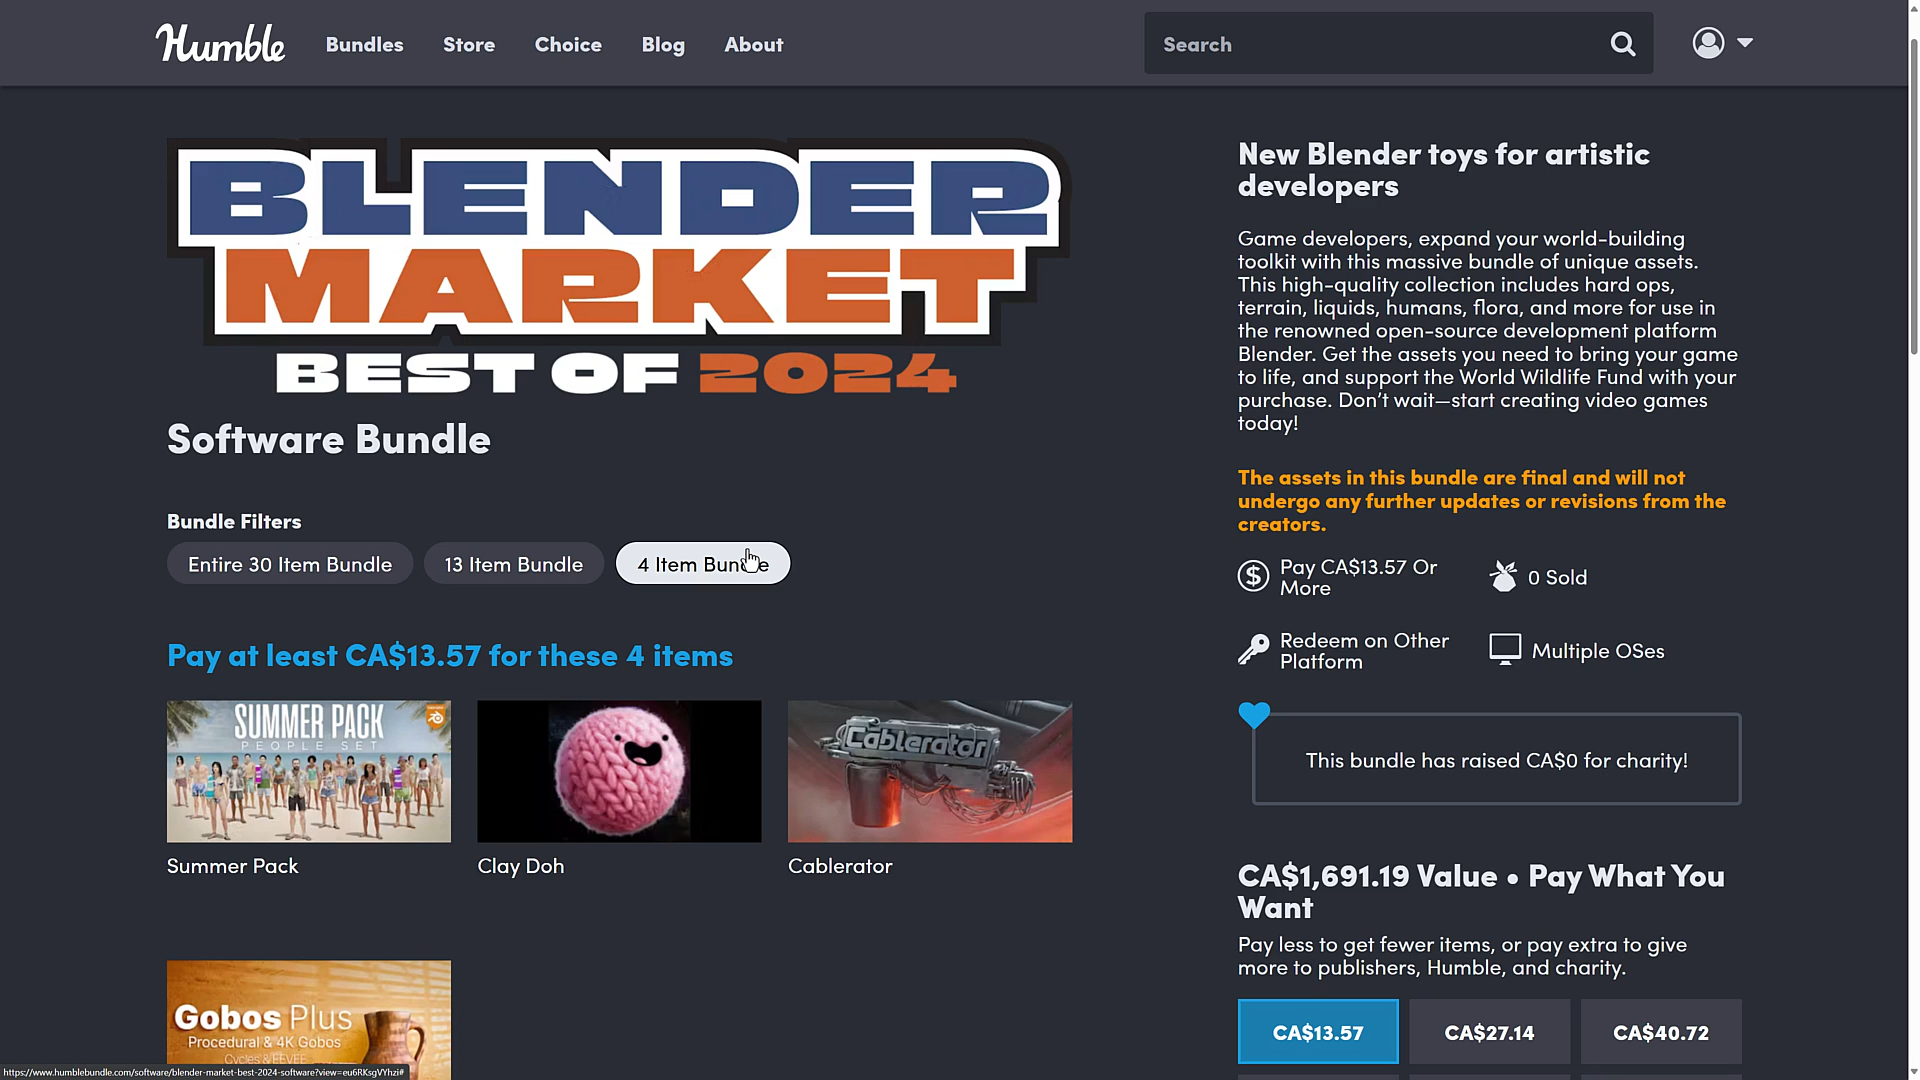 Humble
Bundles
Store
Choice
Blog
About
Search
BLENDER
MARKET
BEST OF 2024
Software Bundle
Bundle Filters
Entire 30 Item Bundle
13 Item Bundle
4 Item Bundle
Pay at least CA$13.57 for these 4 items
SUMMER PACK
PEOPLE SET
Summer Pack
Clay Doh
Cablerator
Cablerator
Gobos Plus
Procedural & 4K Gobos
Cycles & EEVEE
New Blender toys for artistic
developers
Game developers, expand your world-building
toolkit with this massive bundle of unique assets.
This high-quality collection includes hard ops,
terrain, liquids, humans, flora, and more for use in
the renowned open-source development platform
Blender. Get the assets you need to bring your game
to life, and support the World Wildlife Fund with your
purchase. Don’t wait—start creating video games
today!
The assets in this bundle are final and will not
undergo any further updates or revisions from the
creators.
Pay CA$13.57 Or
More
0 Sold
Redeem on Other
Platform
Multiple OSes
This bundle has raised CA$0 for charity!
CA$1,691.19 Value • Pay What You
Want
Pay less to get fewer items, or pay extra to give
more to publishers, Humble, and charity.
CA$13.57
CA$27.14
CA$40.72
https://www.humblebundle.com/software/blender-market-best-2024-software?view=eu6RKsgVYhzi#